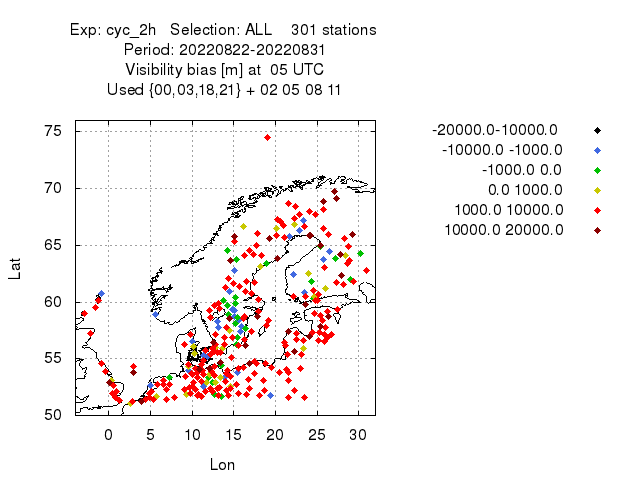 Exp: cyc_2h   Selection: ALL    301 stations
Period: 20220822-20220831
Visibility bias [m] at  05 UTC
Used {00,03,18,21} + 02 05 08 11
-20000.0-10000.0
-10000.0 -1000.0
-1000.0 0.0
0.0 1000.0
1000.0 10000.0
10000.0 20000.0
75
70
65
60
55
50
Lat
0 5 10 15 20 25 30
Lon